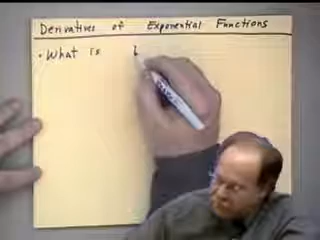 Derivatives of Exponential Functions
· What is